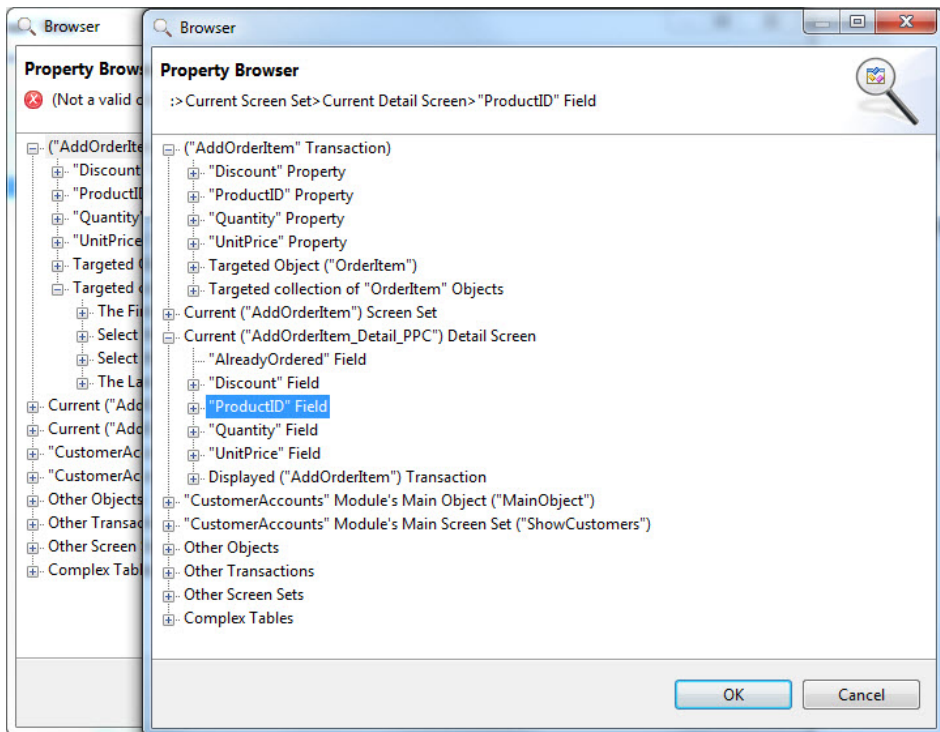 Browser
Property Brow
(Not a valid
("AddOrderIte
"Discount
"ProductI
"Quantity"
"UnitPrice
Targeted
Targeted
The Fi
Select
Select
The La
Current ("Add
Current ("Add
"CustomerAc
"CustomerAc
Other Objects
Other Transac
Other Screen
Complex Tabl
Browser
Property Browser
:>Current Screen Set>Current Detail Screen>"ProductID" Field
("AddOrderItem" Transaction)
"Discount" Property
"ProductID" Property
"Quantity" Property
"UnitPrice" Property
Targeted Object ("OrderItem")
Targeted collection of "OrderItem" Objects
Current ("AddOrderItem") Screen Set
Current ("AddOrderItem_Detail_PPC") Detail Screen
"AlreadyOrdered" Field
"Discount" Field
"ProductID" Field
"Quantity" Field
"UnitPrice" Field
Displayed ("AddOrderItem") Transaction
"CustomerAccounts" Module's Main Object ("MainObject")
"CustomerAccounts" Module's Main Screen Set ("ShowCustomers")
Other Objects
Other Transactions
Other Screen Sets
Complex Tables
OK
Cancel